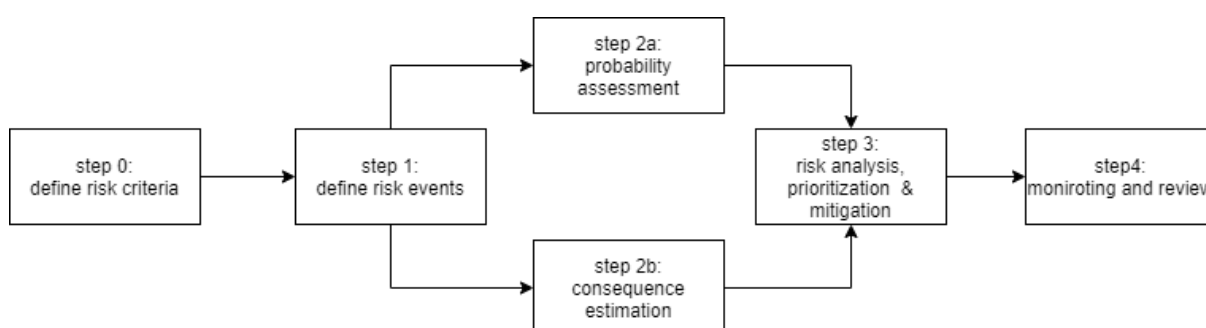 step 0:
define risk criteria
step 1:
define risk events
step 2a:
probability
assessment
step 2b:
consequence
estimation
step 3:
risk analysis,
prioritization &
mitigation
step4:
moniroting and review